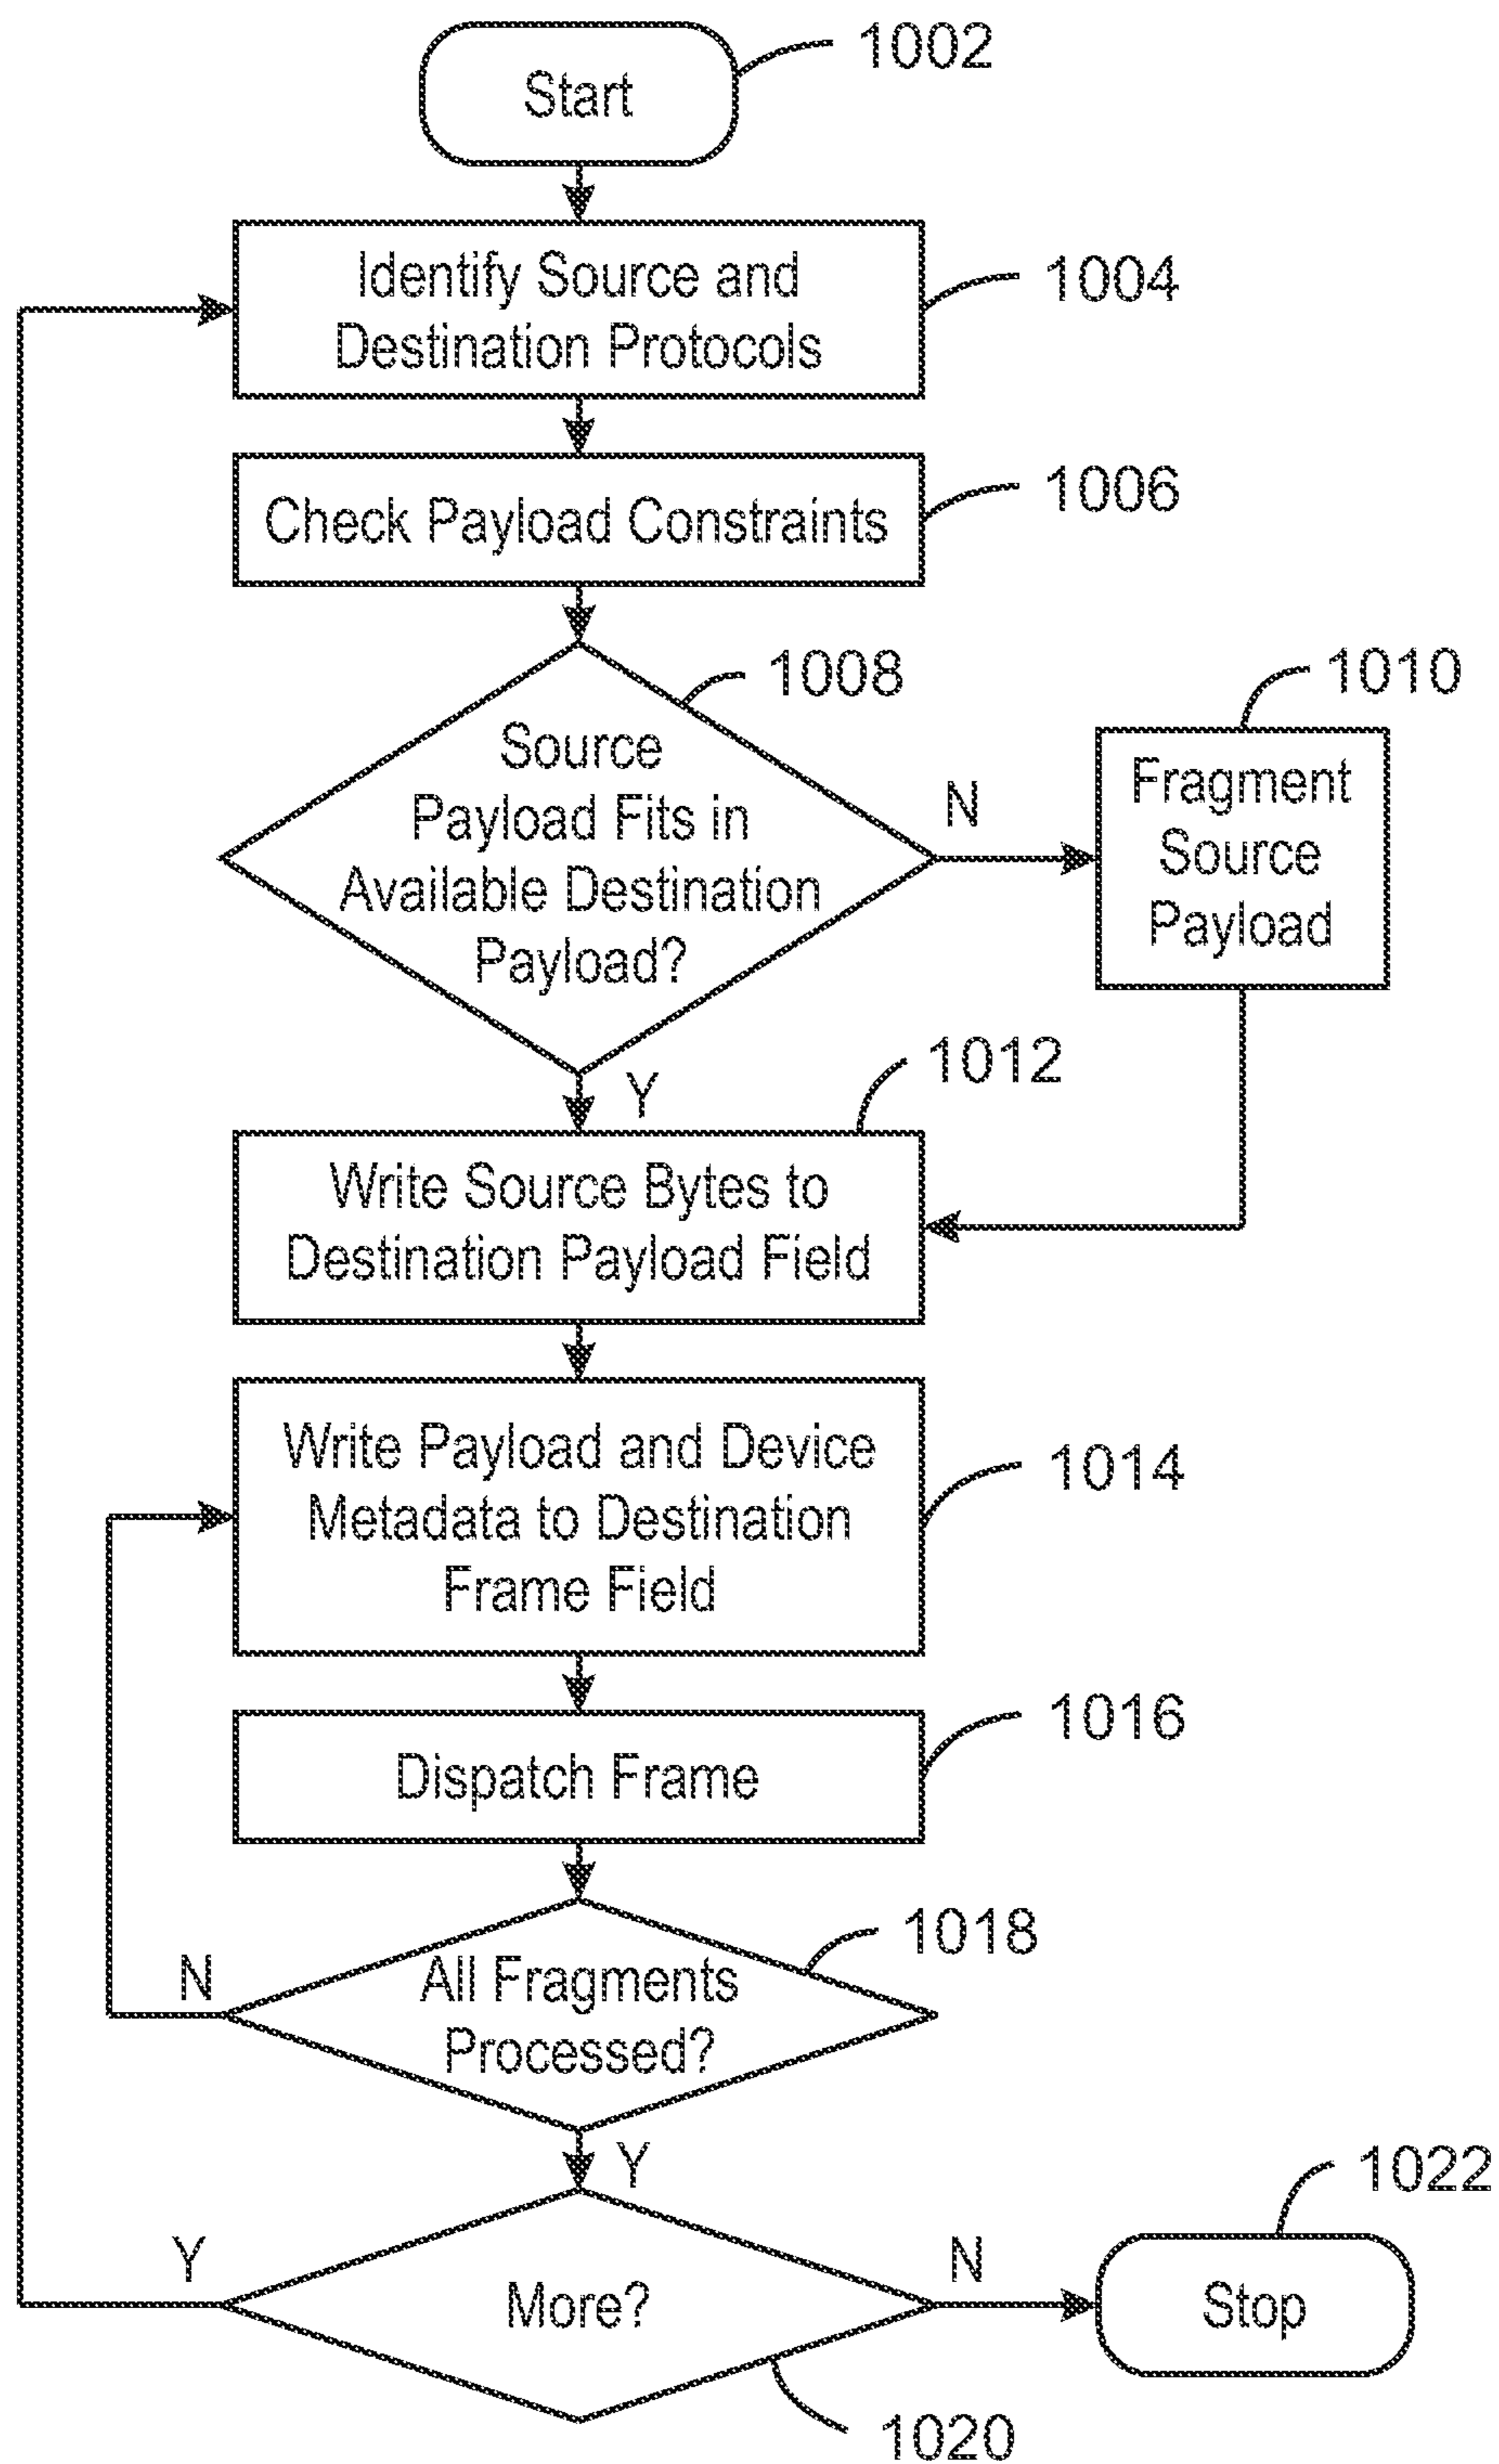 Start
1002
Identify Source and
Destination Protocols
1004
Check Payload Constraints
1006
Source
Payload Fits in
Available Destination
Payload?
1008
N
Fragment
Source
Payload
1010
Y
Write Source Bytes to
Destination Payload Field
1012
Write Payload and Device
Metadata to Destination
Frame Field
1014
Dispatch Frame
1016
All Fragments
Processed?
1018
N
Y
More?
1020
Y
N
Stop
1022